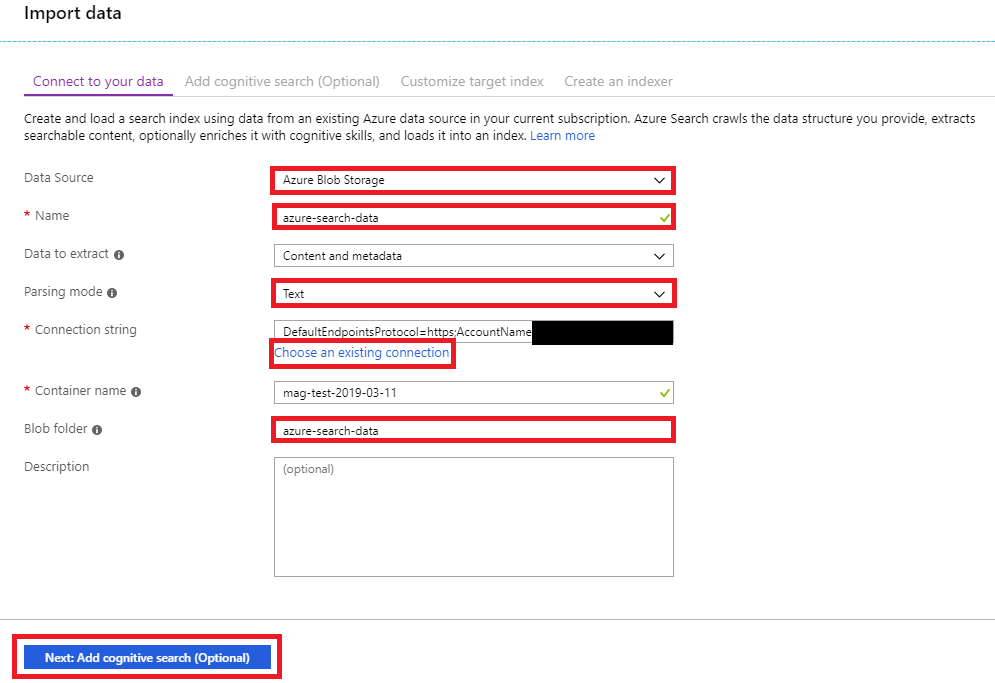 Import data
Connect to your data Add cognitive search (Optional) Customize target index Create an indexer
Create and load a search index using data from an existing Azure data source in your current subscription. Azure Search crawls the data structure you provide, extracts
searchable content, optionally enriches it with cognitive skills, and loads it into an index. Learn more
Data Source Azure Blob Storage
* Name azure-search-data
Data to extract Content and metadata
Parsing mode Text
* Connection string DefaultEndpointsProtocol=https;AccountName
Choose an existing connection
* Container name mag-test-2019-03-11
Blob folder azure-search-data
Description (optional)
Next: Add cognitive search (Optional)